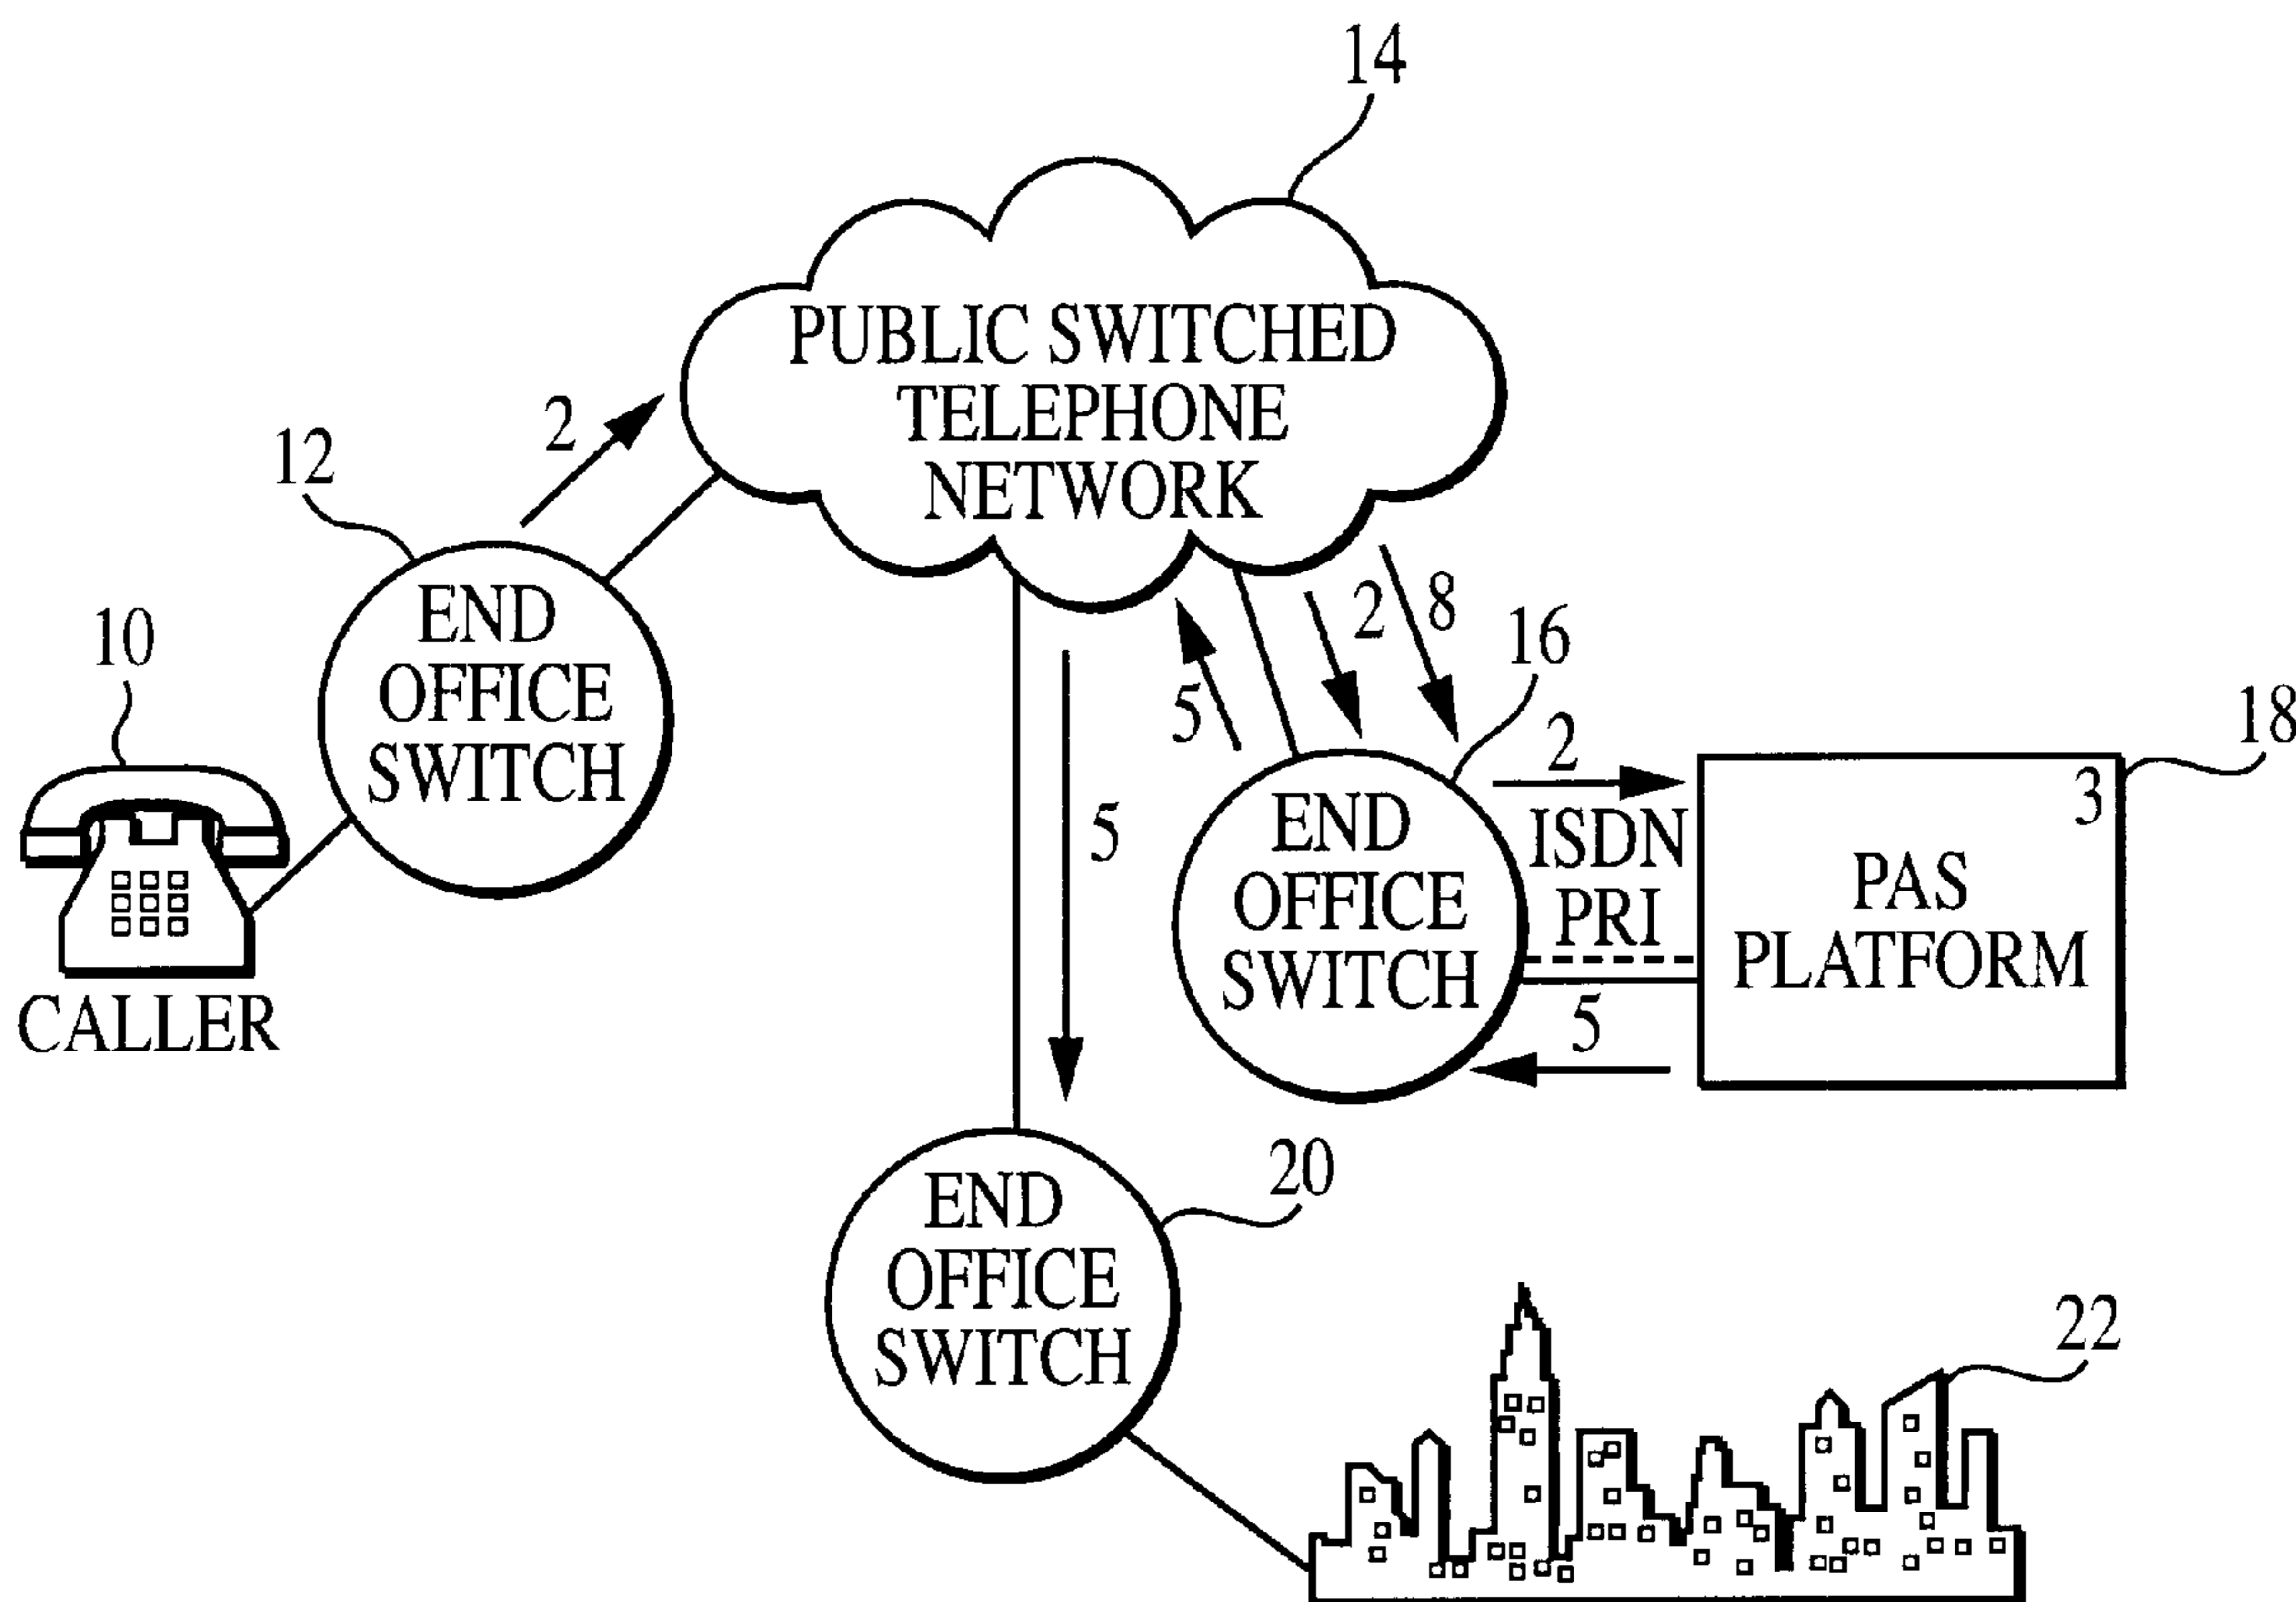 14
PUBLIC SWITCHED
TELEPHONE
NETWORK
2
12
END
OFFICE
SWITCH
10
CALLER
2
8
5
16
5
END
OFFICE
SWITCH
2
ISDN
PRI
5
18
3
PAS
PLATFORM
20
END
OFFICE
SWITCH
22